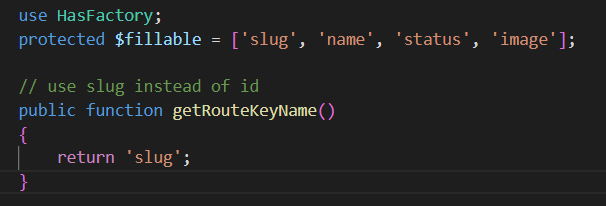 use HasFactory;
protected $fillable = ['slug', 'name', 'status', 'image'];
// use slug instead of id
public function getRouteKeyName()
{
return 'slug';
}